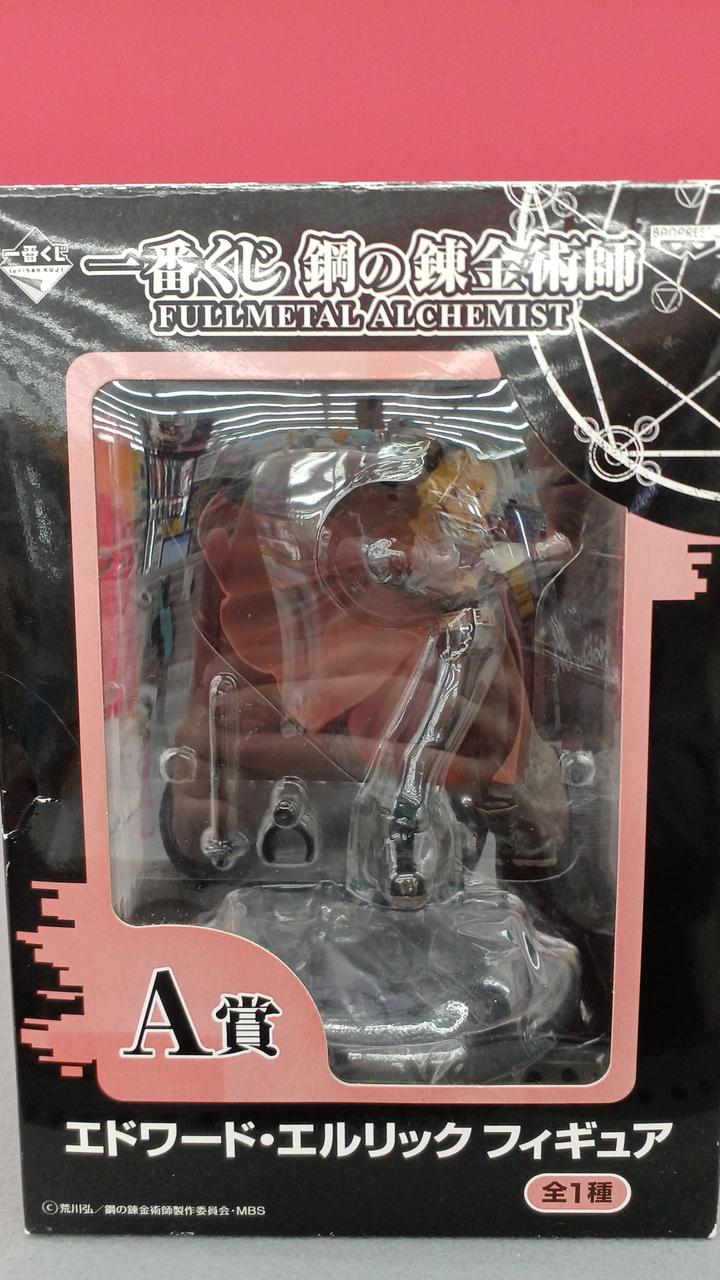 一番くじ
Ichiban KUJI
一番くじ 鋼の錬金術師
FULLMETAL ALCHEMIST
A賞
エドワード・エルリック フィギュア
全1種
©荒川弘／鋼の錬金術師製作委員会・MBS